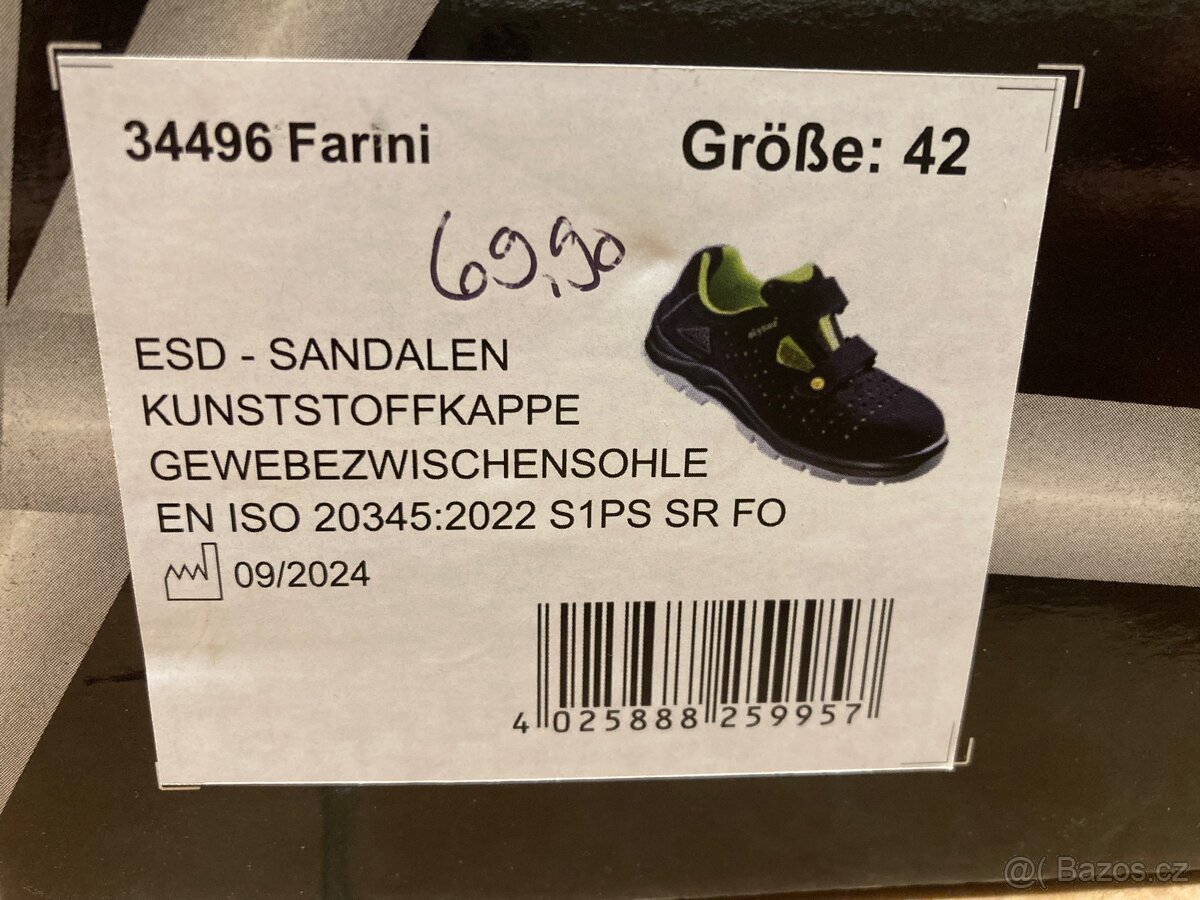 34496 Farini
Größe: 42
69,90
ESD - SANDALEN
KUNSTSTOFFKAPPE
GEWEBEZWISCHENSOHLE
EN ISO 20345:2022 S1PS SR FO
09/2024
4 025888 259957
@( Bazos.cz